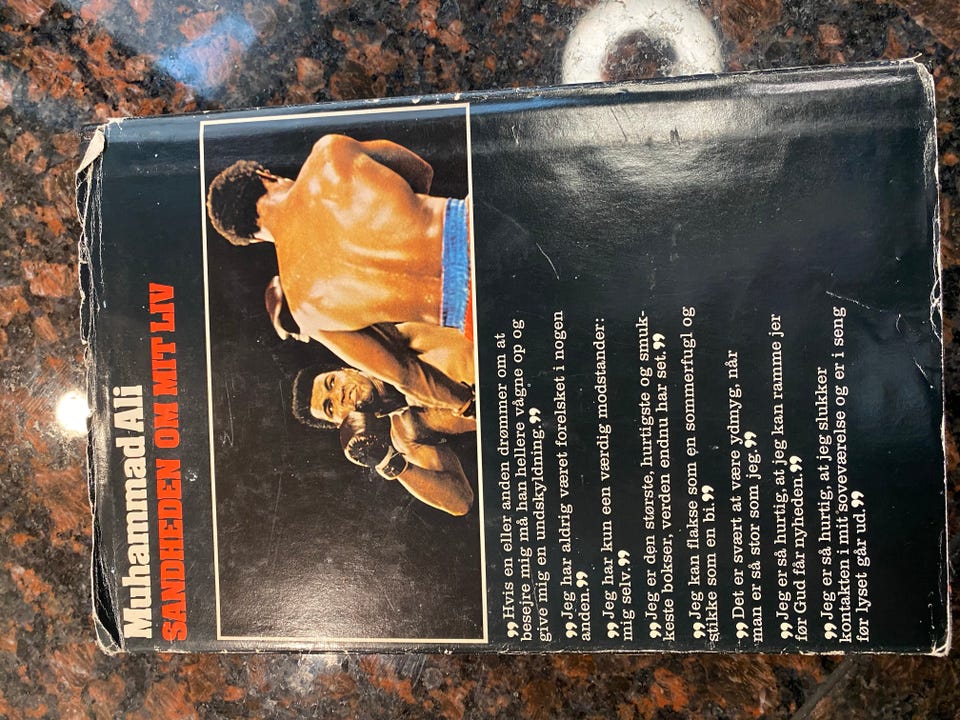 Muhammad Ali
SANDHEDEN OM MIT LIV
”Hvis en eller anden drømmer om at
besejre mig må han hellere vågne op og
give mig en undskyldning.”
”Jeg har aldrig været forelsket i nogen
anden.”
”Jeg har kun een værdig modstander:
mig selv.”
”Jeg er den største, hurtigste og smuk-
keste bokser, verden endnu har set.”
”Jeg kan flakse som en sommerfugl og
stikke som en bi.”
”Det er svært at være ydmyg, når
man er så stor som jeg.”
”Jeg er så hurtig, at jeg kan ramme jer
før Gud får nyheden.”
”Jeg er så hurtig, at jeg slukker
kontakten i mit soveværelse og er i seng
før lyset går ud.”